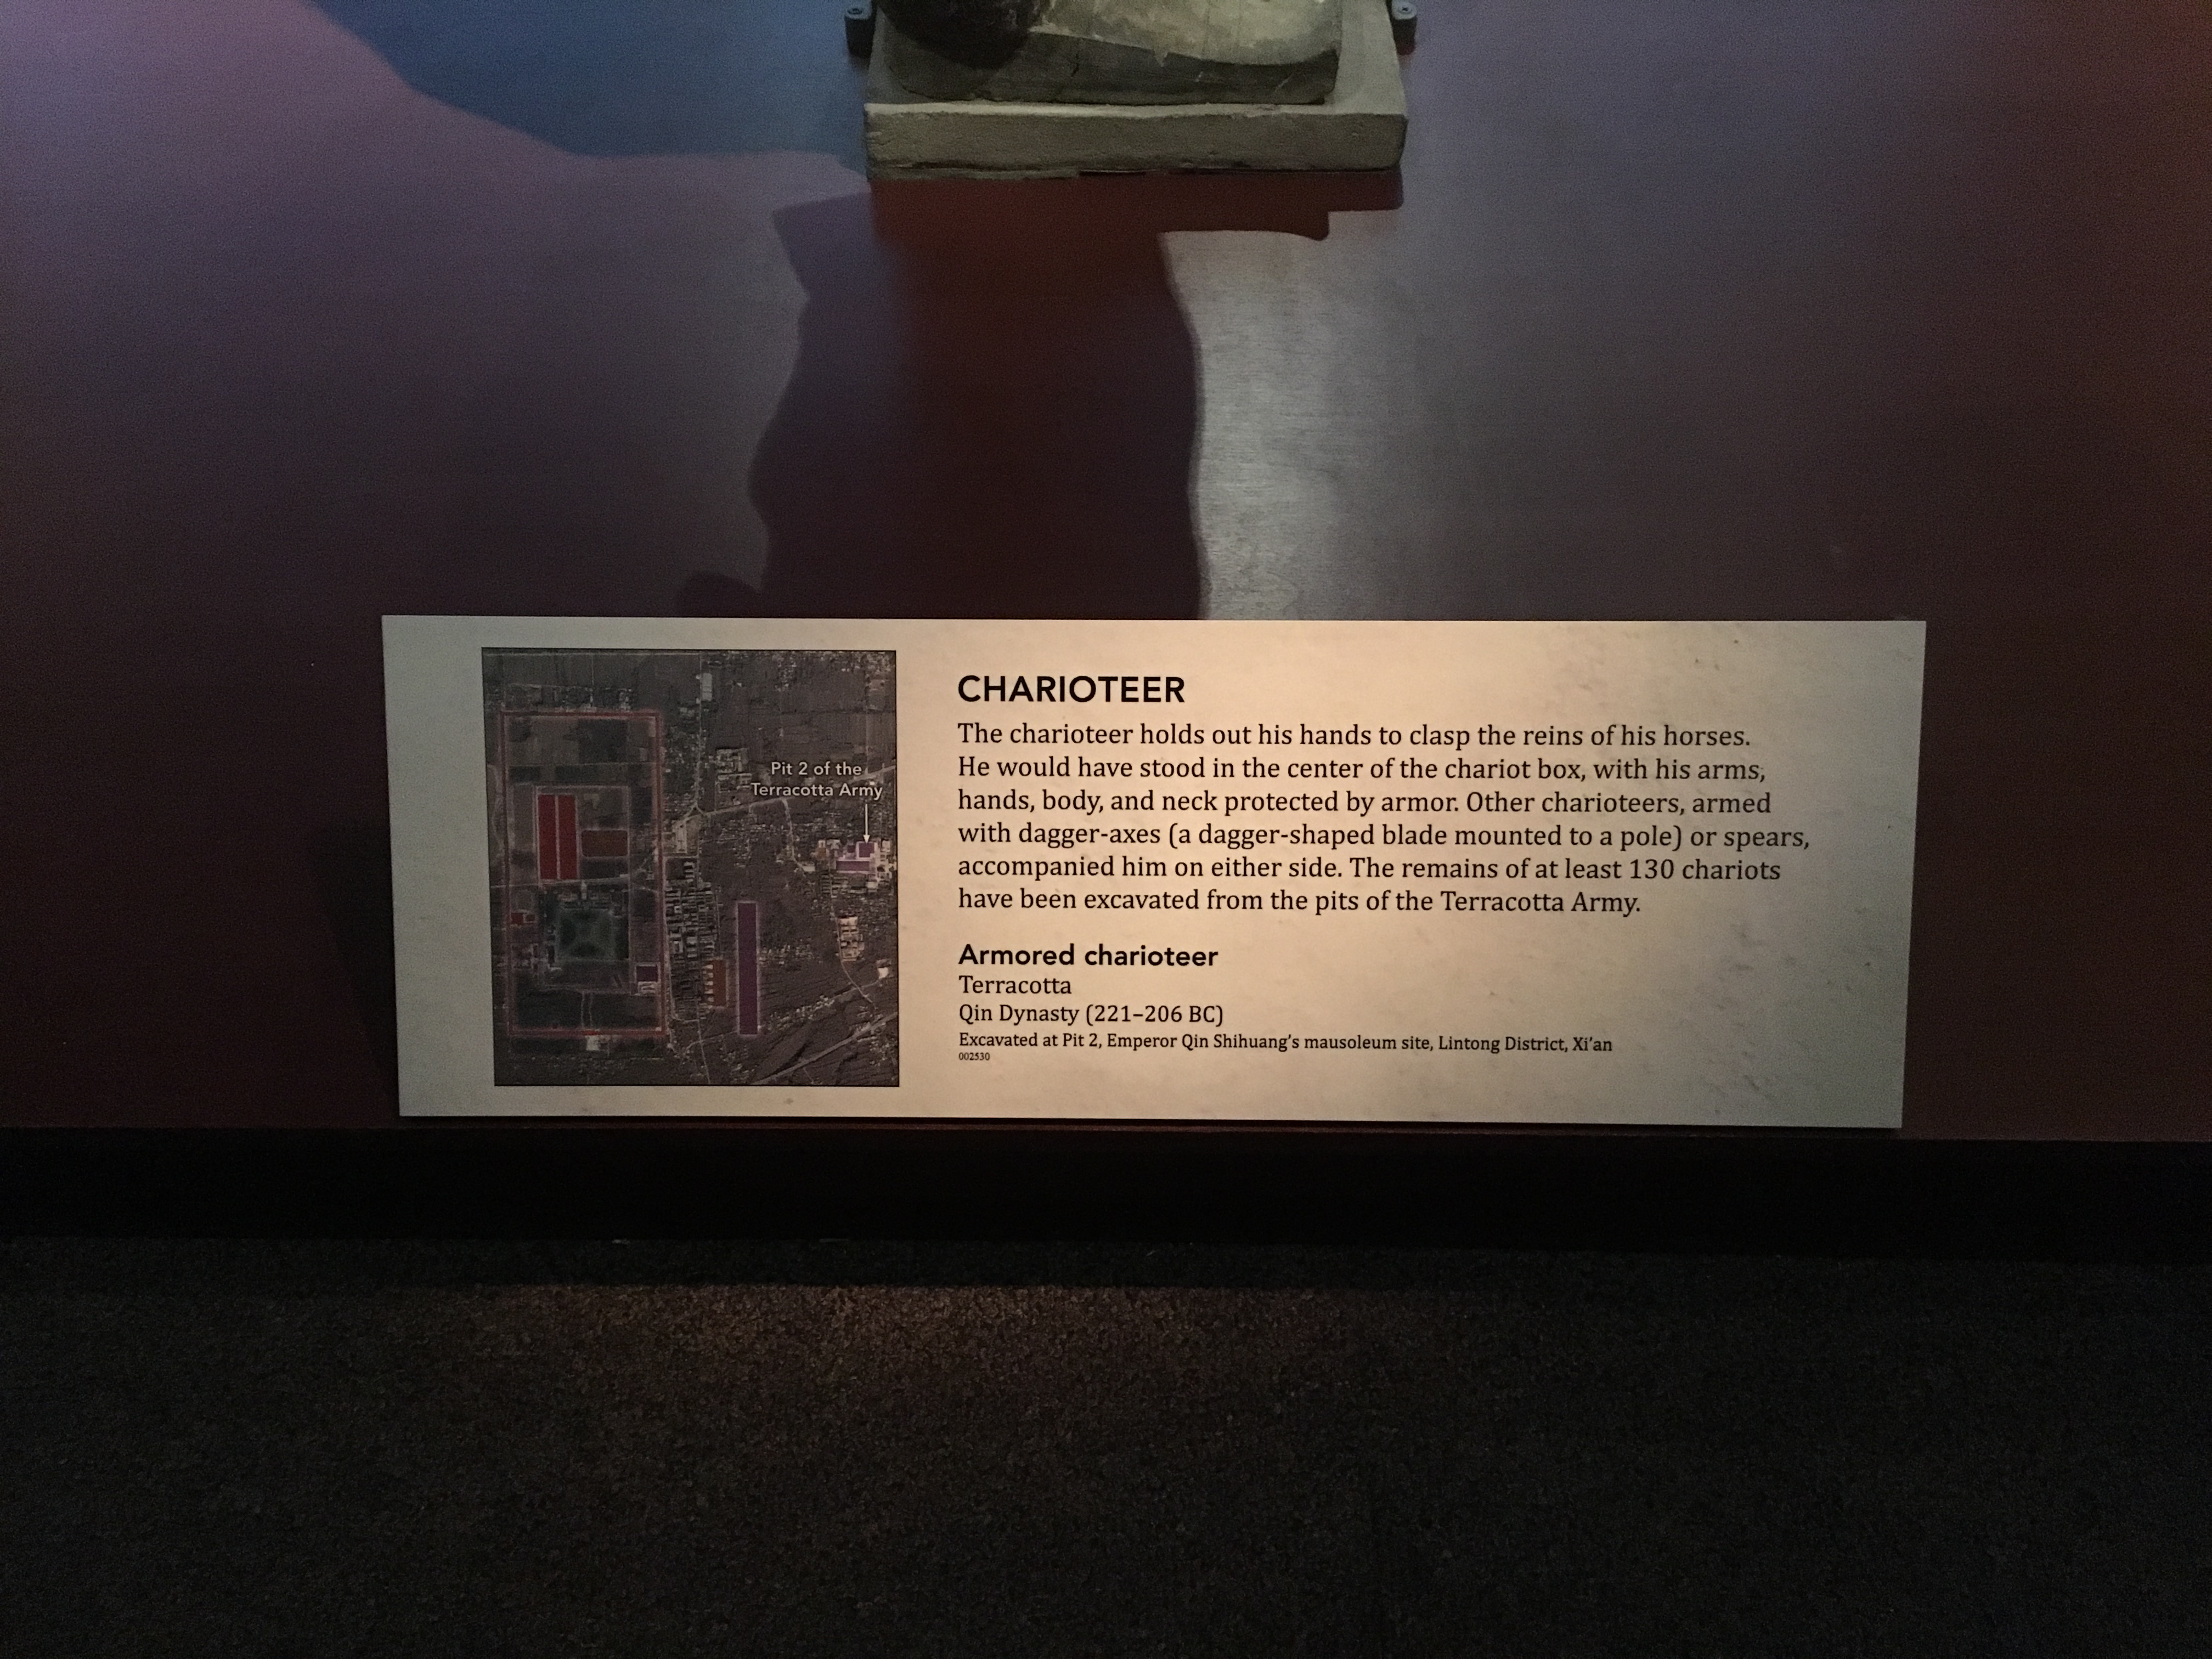 Pit 2 of the
Terracotta Army
CHARIOTEER
The charioteer holds out his hands to clasp the reins of his horses.
He would have stood in the center of the chariot box, with his arms,
hands, body, and neck protected by armor. Other charioteers, armed
with dagger-axes (a dagger-shaped blade mounted to a pole) or spears,
accompanied him on either side. The remains of at least 130 chariots
have been excavated from the pits of the Terracotta Army.
Armored charioteer
Terracotta
Qin Dynasty (221–206 BC)
Excavated at Pit 2, Emperor Qin Shihuang's mausoleum site, Lintong District, Xi'an
002530